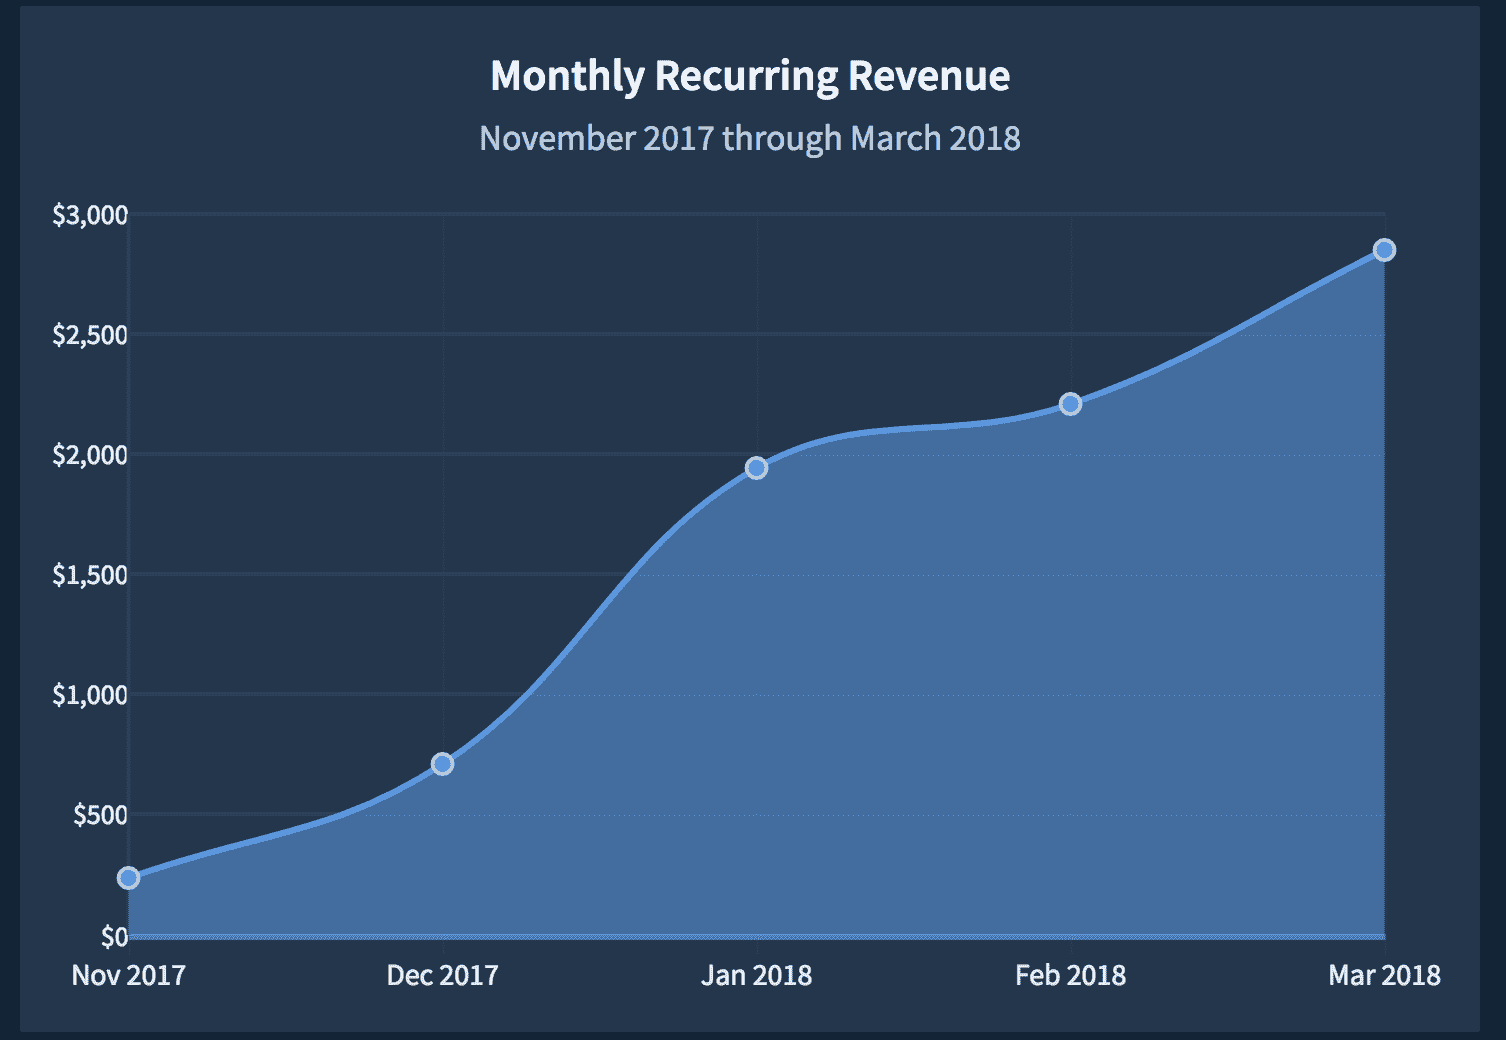 Monthly Recurring Revenue
November 2017 through March 2018
$3,000
$2,500
$2,000
$1,500
$1,000
$500
$0
Nov 2017 Dec 2017 Jan 2018 Feb 2018 Mar 2018